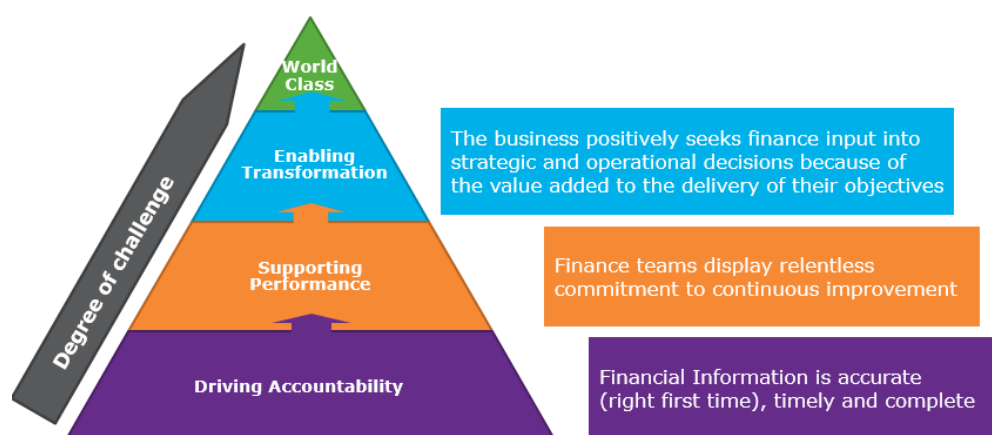 World
Class
Enabling
Transformation
Supporting
Performance
Driving Accountability
Degree of challenge
The business positively seeks finance input into
strategic and operational decisions because of
the value added to the delivery of their objectives
Finance teams display relentless
commitment to continuous improvement
Financial Information is accurate
(right first time), timely and complete